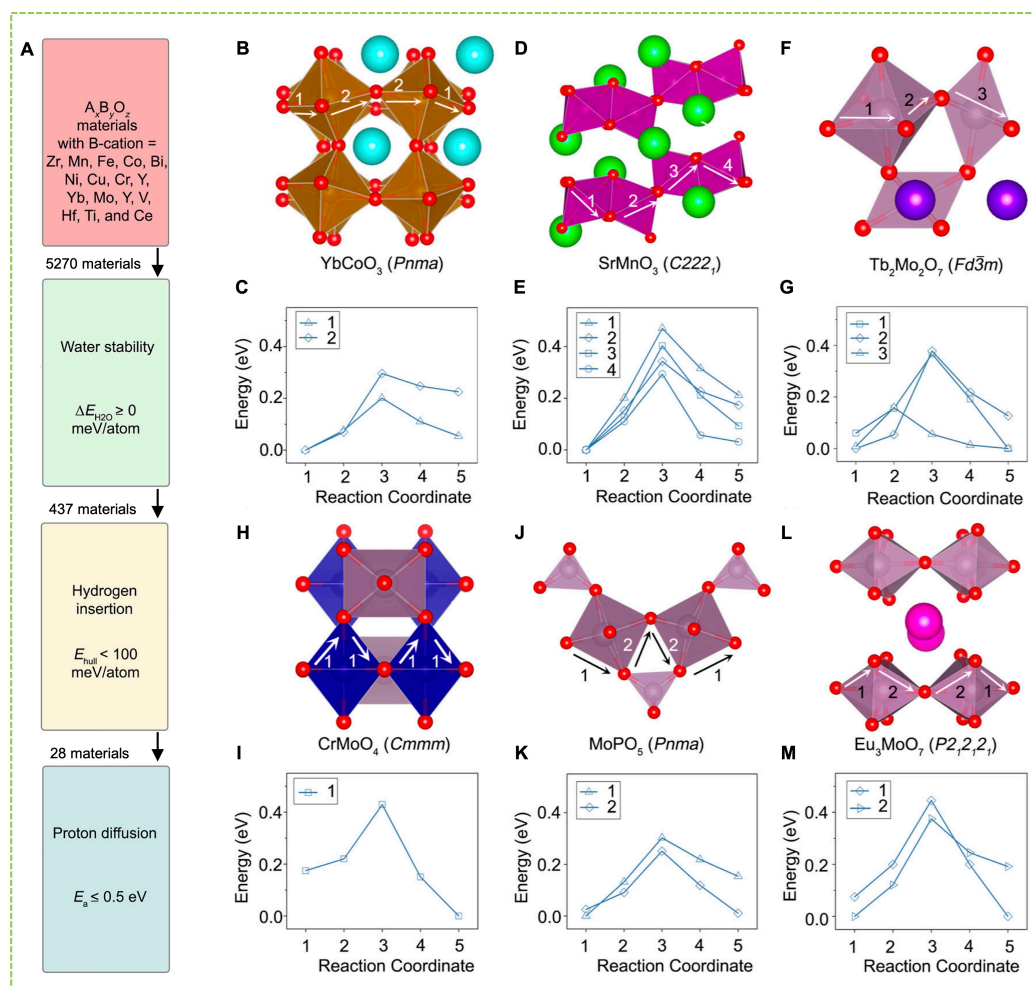 A
AₓBᵧO_z
materials
with B-cation =
Zr, Mn, Fe, Co, Bi,
Ni, Cu, Cr, Y,
Yb, Mo, Y, V,
Hf, Ti, and Ce
5270 materials
Water stability
ΔE_H2O ≥ 0
meV/atom
437 materials
Hydrogen
insertion
E_hull < 100
meV/atom
28 materials
Proton diffusion
Eₐ ≤ 0.5 eV
B
1 2 2 1
YbCoO₃ (Pnma)
D
1 2 3 4
SrMnO₃ (C222₁)
F
1 2 3
Tb₂Mo₂O₇ (Fd3̅m)
C
1
2
Energy (eV)
0.4
0.2
0.0
1 2 3 4 5
Reaction Coordinate
E
1
2
3
4
Energy (eV)
0.4
0.2
0.0
1 2 3 4 5
Reaction Coordinate
G
1
2
3
Energy (eV)
0.4
0.2
0.0
1 2 3 4 5
Reaction Coordinate
H
1 1 1 1
CrMoO₄ (Cmmm)
J
1 2 2 1
MoPO₅ (Pnma)
L
1 2 2 1
Eu₃MoO₇ (P2₁2₁2₁)
I
1
Energy (eV)
0.4
0.2
0.0
1 2 3 4 5
Reaction Coordinate
K
1
2
Energy (eV)
0.4
0.2
0.0
1 2 3 4 5
Reaction Coordinate
M
1
2
Energy (eV)
0.4
0.2
0.0
1 2 3 4 5
Reaction Coordinate